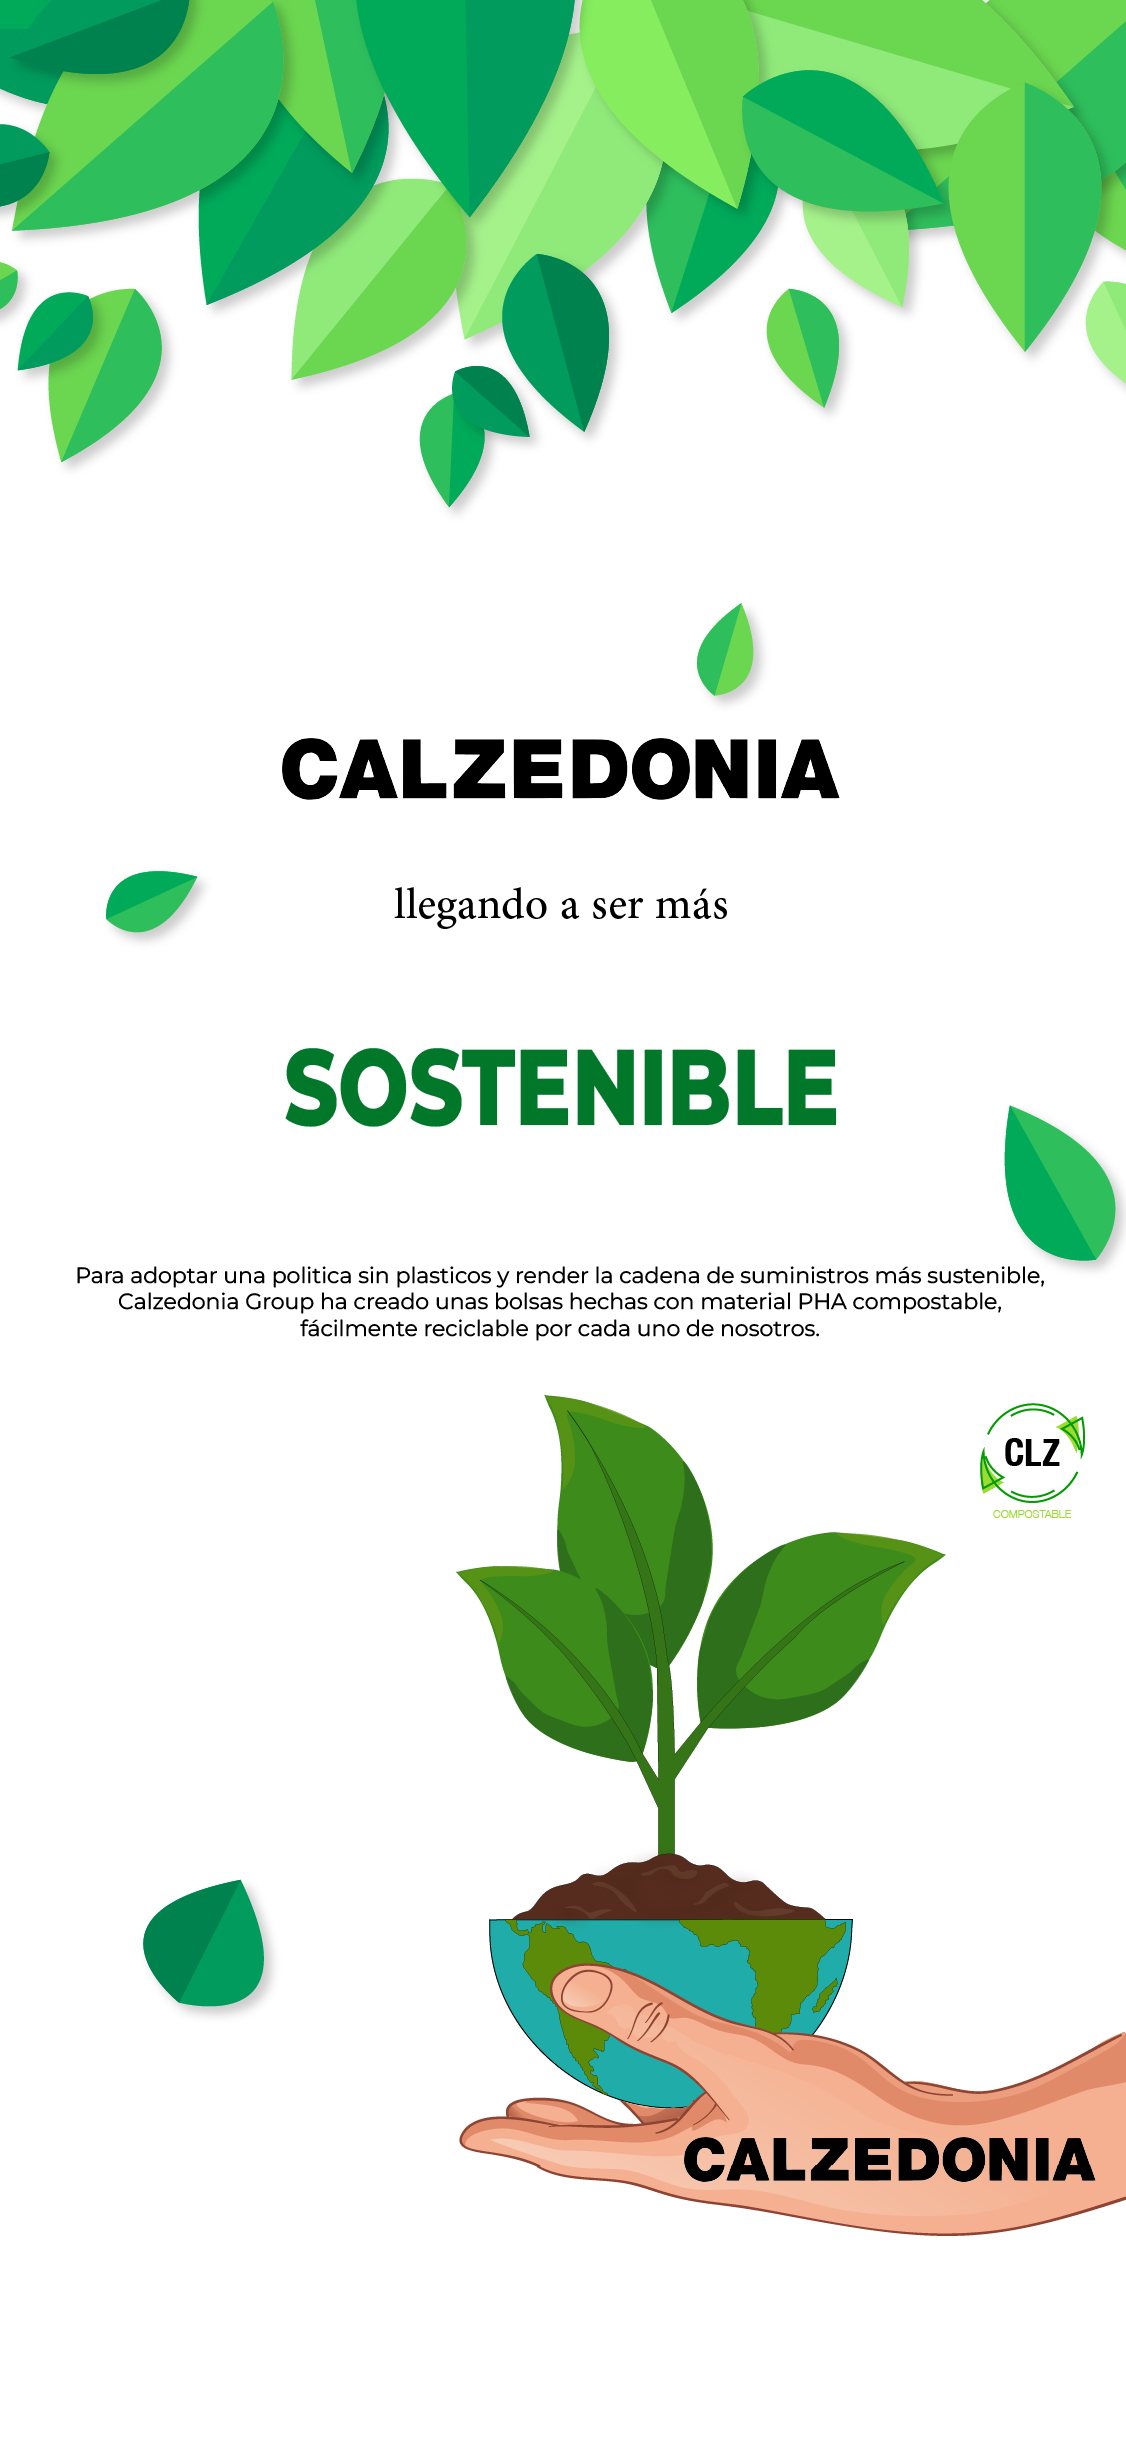 CALZEDONIA
llegando a ser más
SOSTENIBLE
Para adoptar una politica sin plasticos y render la cadena de suministros más sustenible,
Calzedonia Group ha creado unas bolsas hechas con material PHA compostable,
fácilmente reciclable por cada uno de nosotros.
CLZ
COMPOSTABLE
CALZEDONIA